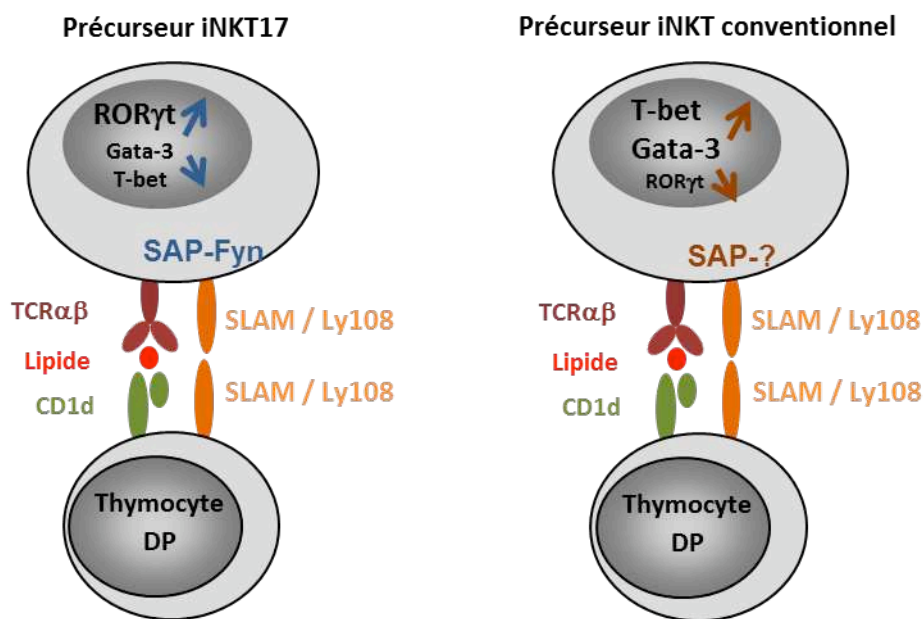 Précurseur iNKT17
RORγt
Gata-3
T-bet
SAP-Fyn
TCRαβ
SLAM / Ly108
Lipide
CD1d
SLAM / Ly108
Thymocyte
DP
Précurseur iNKT conventionnel
T-bet
Gata-3
RORγt
SAP-?
TCRαβ
SLAM / Ly108
Lipide
CD1d
SLAM / Ly108
Thymocyte
DP